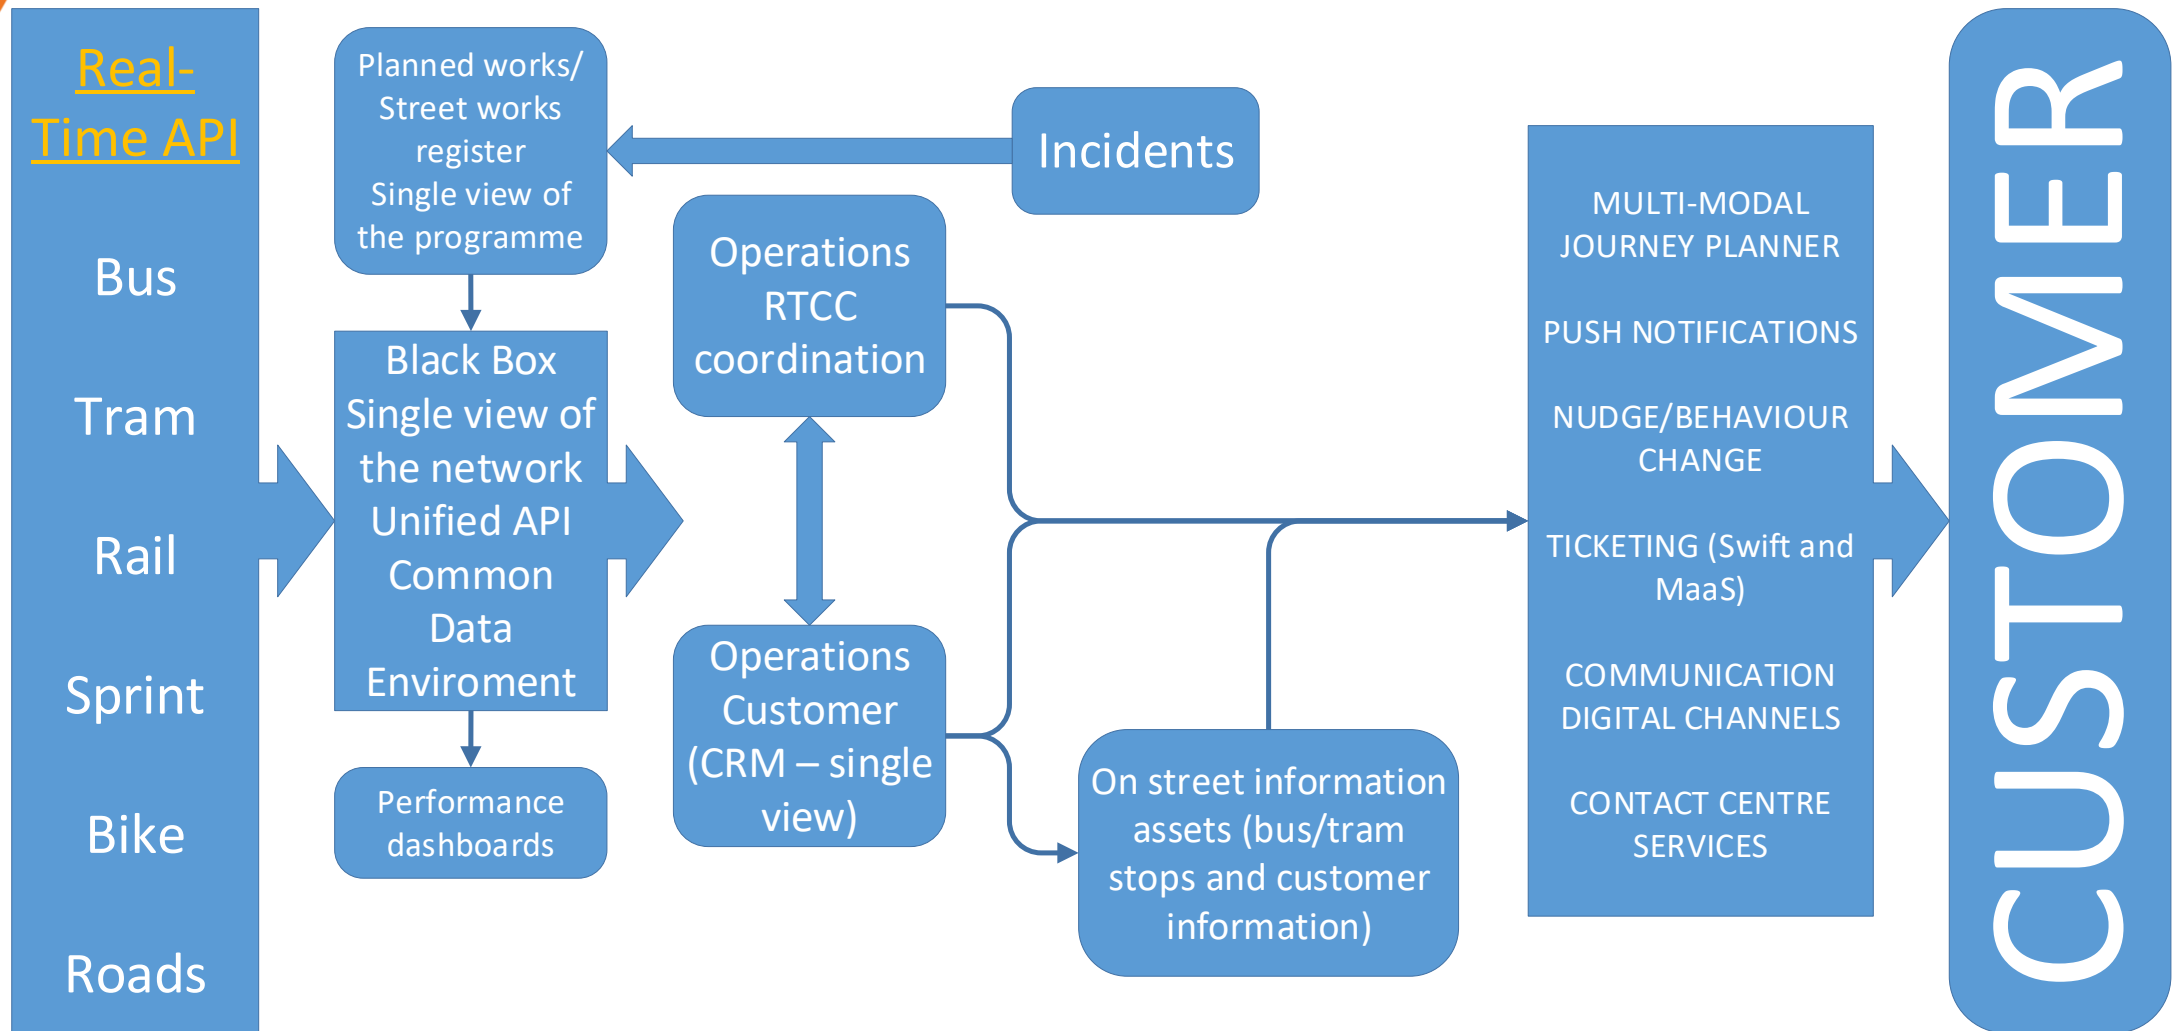 Real-
Time API
Bus
Tram
Rail
Sprint
Bike
Roads
Planned works/
Street works
register
Single view of
the programme
Incidents
Black Box
Single view of
the network
Unified API
Common
Data
Enviroment
Performance
dashboards
Operations
RTCC
coordination
Operations
Customer
(CRM – single
view)
On street information
assets (bus/tram
stops and customer
information)
MULTI-MODAL
JOURNEY PLANNER
PUSH NOTIFICATIONS
NUDGE/BEHAVIOUR
CHANGE
TICKETING (Swift and
MaaS)
COMMUNICATION
DIGITAL CHANNELS
CONTACT CENTRE
SERVICES
CUSTOMER